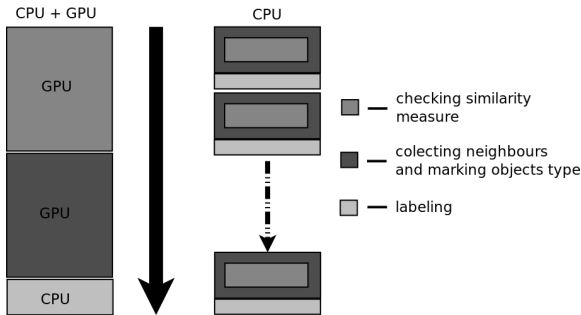 CPU + GPU
GPU
GPU
CPU
CPU
checking similarity
measure
colecting neighbours
and marking objects type
labeling